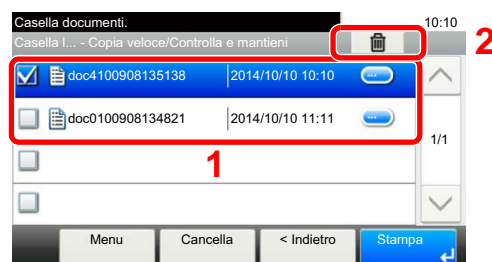 Casella documenti. 10:10
Casella l... - Copia veloce/Controlla e mantieni
2
doc4100908135138 2014/10/10 10:10
doc0100908134821 2014/10/10 11:11
1/1
1
Menu Cancella < Indietro Stampa